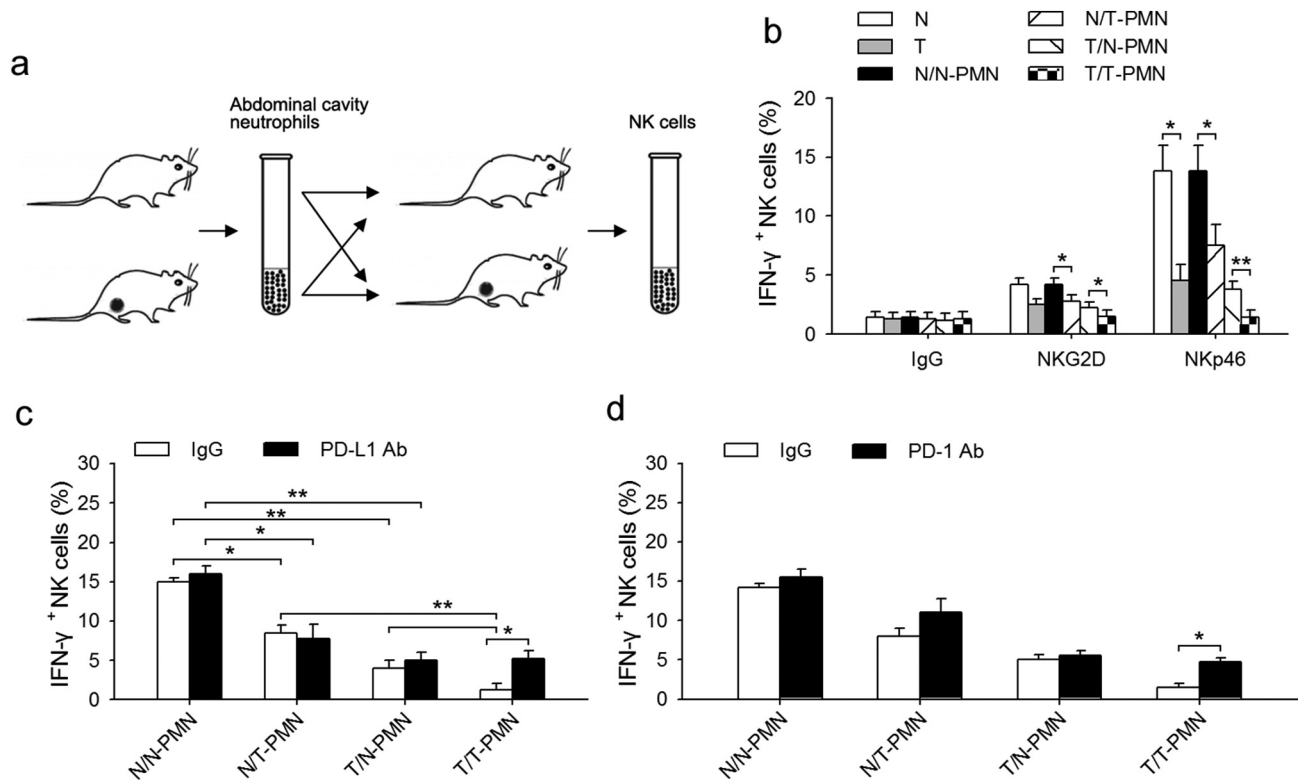 a
Abdominal cavity
neutrophils
NK cells
b
N
T
N/N-PMN
N/T-PMN
T/N-PMN
T/T-PMN
IFN-γ + NK cells (%)
20
15
10
5
0
* *
* * **
IgG NKG2D NKp46
c
IgG PD-L1 Ab
IFN-γ + NK cells (%)
30
25
20
15
10
5
0
**
**
*
*
**
*
N/N-PMN N/T-PMN T/N-PMN T/T-PMN
d
IgG PD-1 Ab
IFN-γ + NK cells (%)
30
25
20
15
10
5
0
*
N/N-PMN N/T-PMN T/N-PMN T/T-PMN